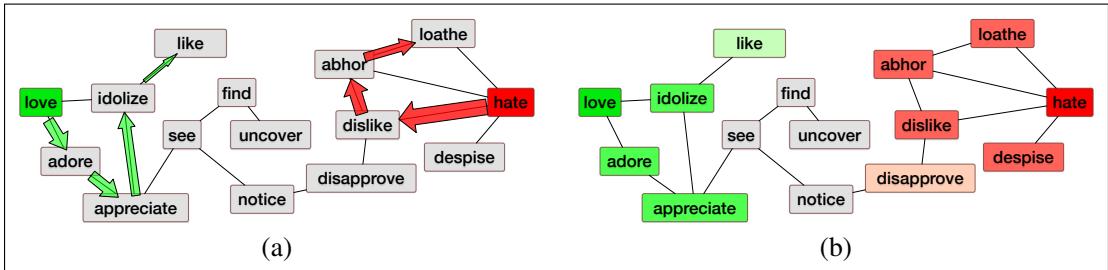 like
loathe
abhor
love
idolize
find
hate
see
uncover
dislike
adore
despise
disapprove
notice
appreciate
(a)
like
loathe
abhor
love
idolize
find
hate
see
uncover
dislike
adore
despise
disapprove
notice
appreciate
(b)